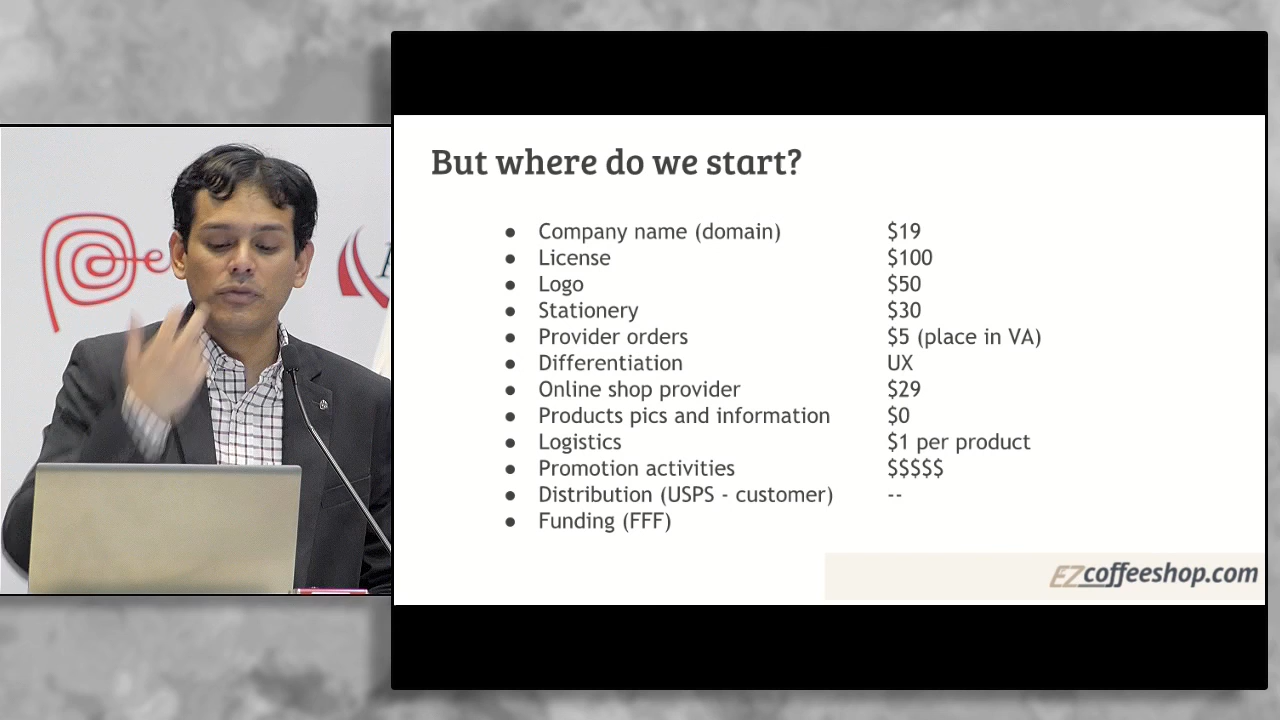 But where do we start?
● Company name (domain) $19
● License $100
● Logo $50
● Stationery $30
● Provider orders $5 (place in VA)
● Differentiation UX
● Online shop provider $29
● Products pics and information $0
● Logistics $1 per product
● Promotion activities $$$$$
● Distribution (USPS - customer) --
● Funding (FFF)
EZcoffeeshop.com